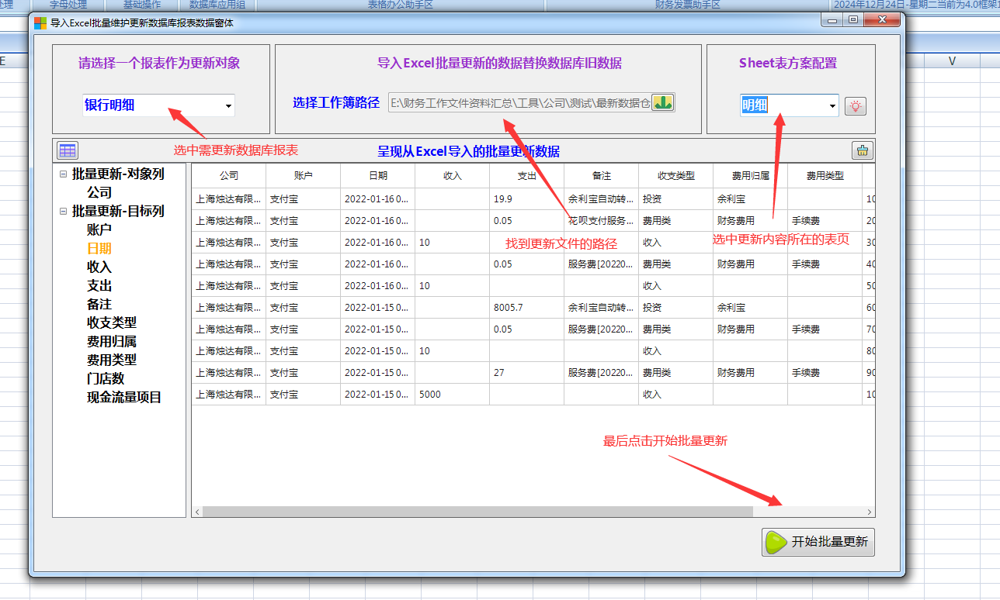 处理 字母处理 基础操作 数据库应用组 表格办公助手区 财务发票助手区 2024年12月24日-星期二当前为4.0框架
导入Excel批量维护更新数据库报表数据窗体
E V
请选择一个报表作为更新对象
银行明细
导入Excel批量更新的数据替换数据库旧数据
选择工作簿路径 E:\财务工作文件资料汇总\工具\公司\测试\最新数据仓
Sheet表方案配置
明细
选中需更新数据库报表
呈现从Excel导入的批量更新数据
批量更新-对象列
公司
批量更新-目标列
账户
日期
收入
支出
备注
收支类型
费用归属
费用类型
门店数
现金流量项目
公司 账户 日期 收入 支出 备注 收支类型 费用归属 费用类型
上海灿达有限... 支付宝 2022-01-16 0... 19.9 余利宝自动转... 投资 余利宝 10
上海灿达有限... 支付宝 2022-01-16 0... 0.05 花呗支付服务... 费用类 财务费用 手续费 20
上海灿达有限... 支付宝 2022-01-16 0... 10 收入 30
上海灿达有限... 支付宝 2022-01-16 0... 0.05 服务费[20220... 费用类 财务费用 手续费 40
上海灿达有限... 支付宝 2022-01-16 0... 10 收入 50
上海灿达有限... 支付宝 2022-01-15 0... 8005.7 余利宝自动转... 投资 余利宝 60
上海灿达有限... 支付宝 2022-01-15 0... 0.05 服务费[20220... 费用类 财务费用 手续费 70
上海灿达有限... 支付宝 2022-01-15 0... 10 收入 80
上海灿达有限... 支付宝 2022-01-15 0... 27 服务费[20220... 费用类 财务费用 手续费 90
上海灿达有限... 支付宝 2022-01-15 0... 5000 收入 10
找到更新文件的路径
选中更新内容所在的表页
最后点击开始批量更新
开始批量更新